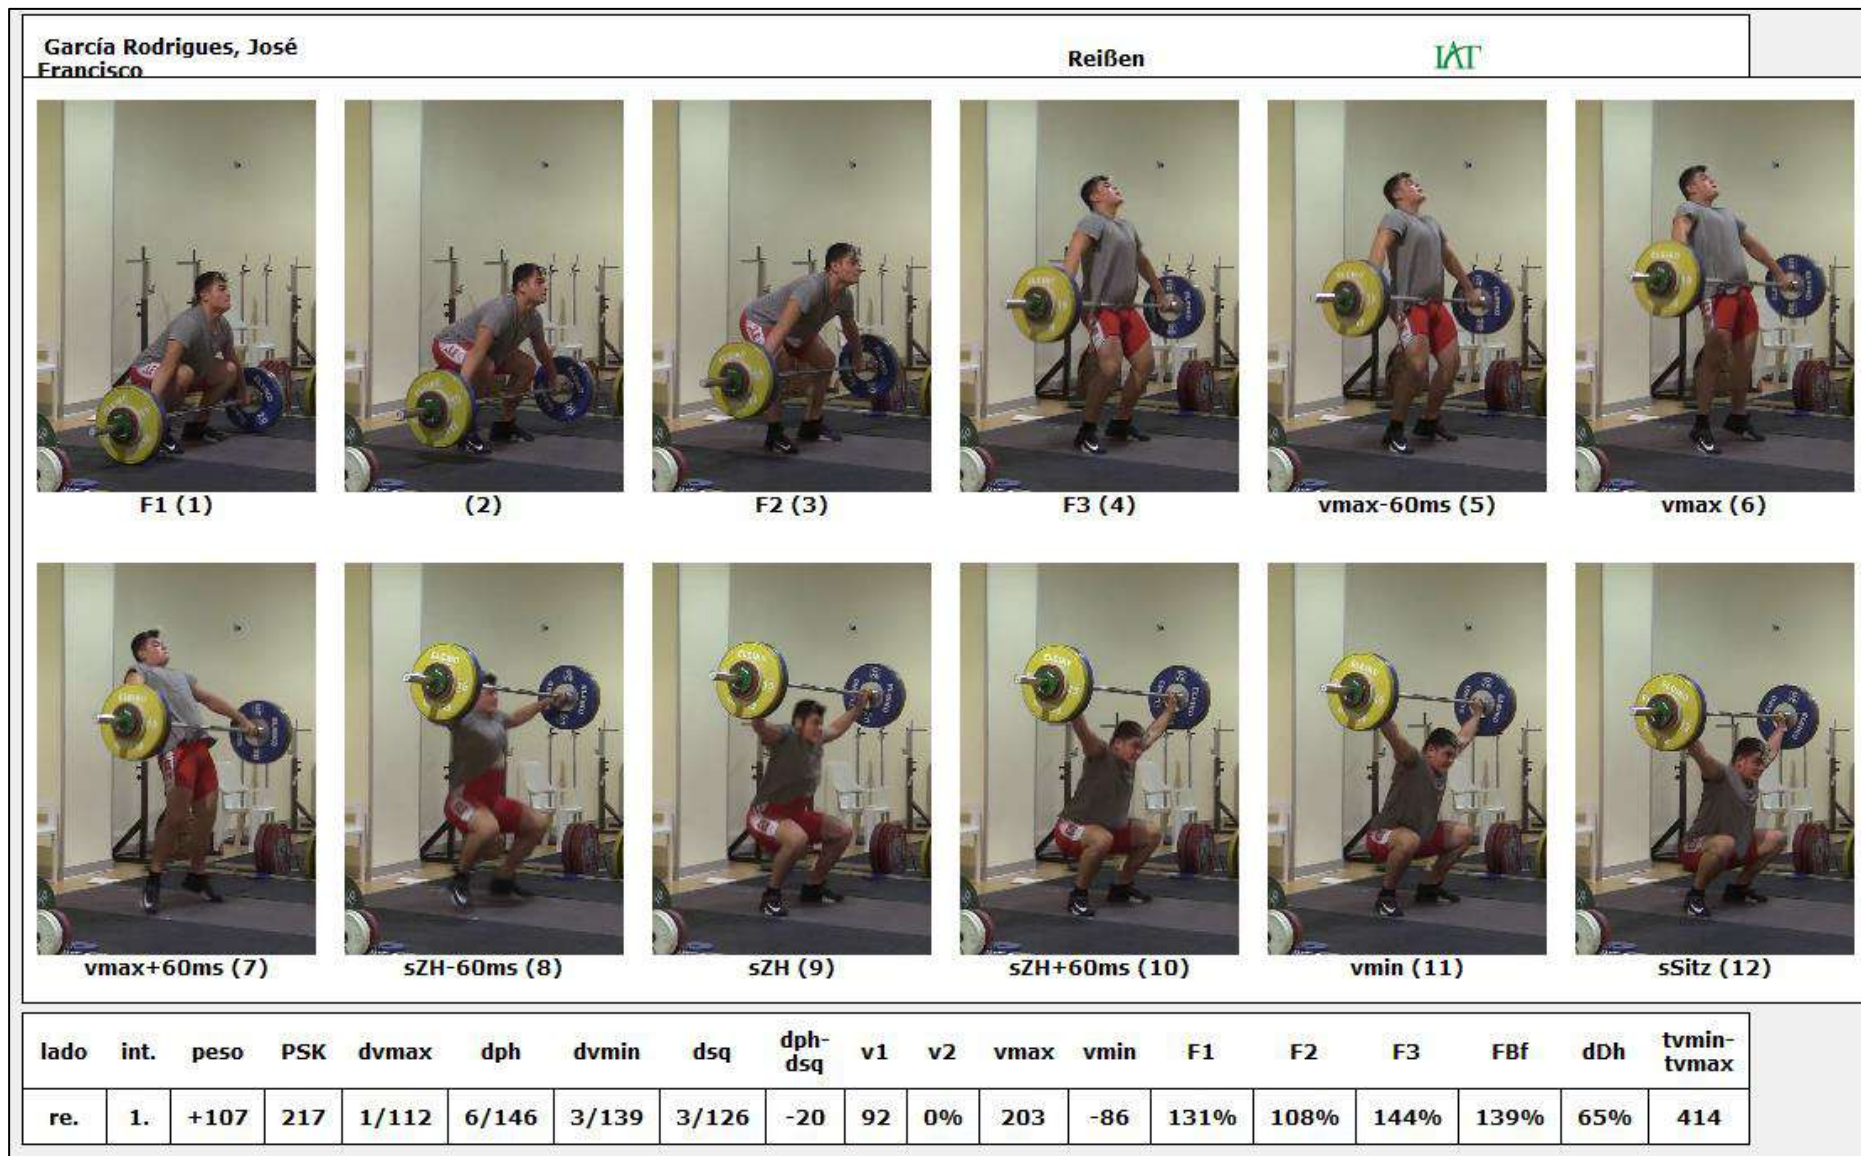 García Rodrigues, José
Francisco
Reißen
IAT
F1 (1)
(2)
F2 (3)
F3 (4)
vmax-60ms (5)
vmax (6)
vmax+60ms (7)
sZH-60ms (8)
sZH (9)
sZH+60ms (10)
vmin (11)
sSitz (12)
lado int. peso PSK dvmax dph dvmin dsq dph-dsq v1 v2 vmax vmin F1 F2 F3 FBf dDh tvmin-tvmax
re. 1. +107 217 1/112 6/146 3/139 3/126 -20 92 0% 203 -86 131% 108% 144% 139% 65% 414